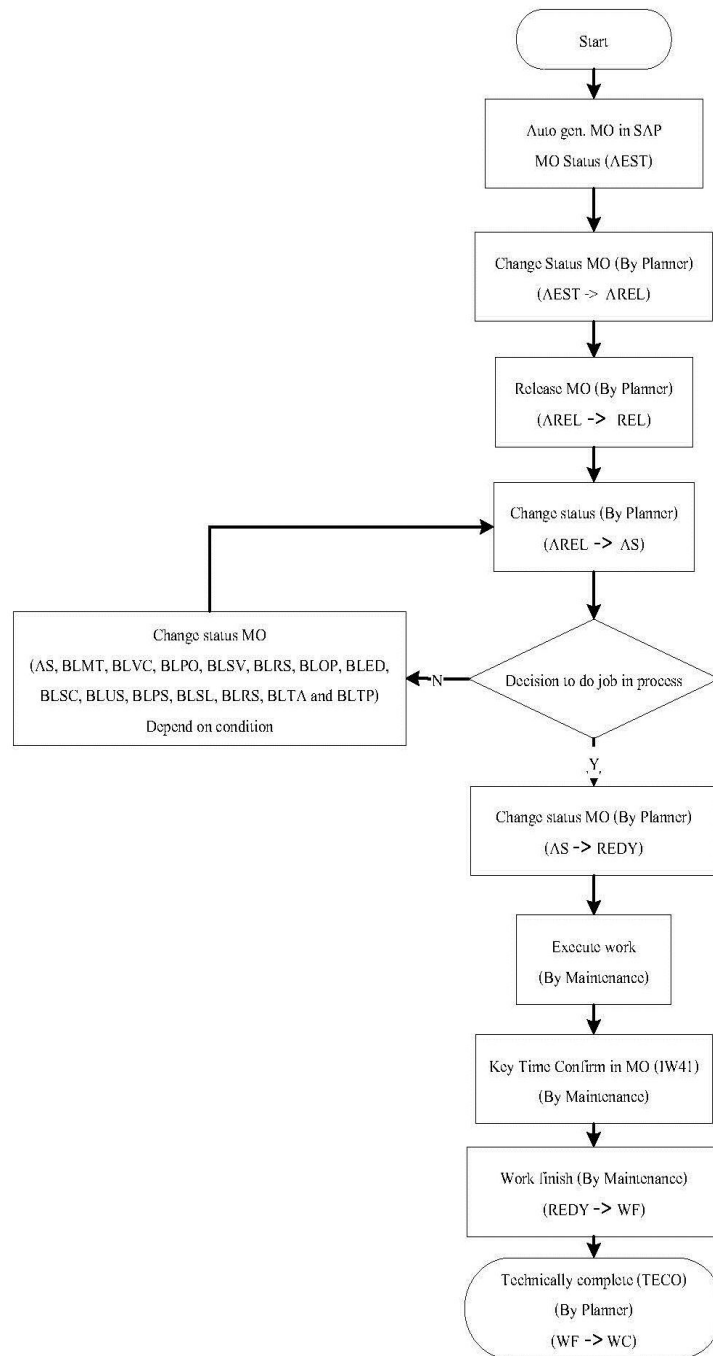 Start
Auto gen. MO in SAP
MO Status (AEST)
Change Status MO (By Planner)
(AEST -> AREL)
Release MO (By Planner)
(AREL -> REL)
Change status (By Planner)
(AREL -> AS)
Change status MO
(AS, BLMT, BLVC, BLPO, BLSV, BLRS, BLOP, BLED,
BLSC, BLUS, BLPS, BLSL, BLRS, BLTA and BLTP)
Depend on condition
N
Decision to do job in process
Y
Change status MO (By Planner)
(AS -> REDY)
Execute work
(By Maintenance)
Key Time Confirm in MO (IW41)
(By Maintenance)
Work finish (By Maintenance)
(REDY -> WF)
Technically complete (TECO)
(By Planner)
(WF -> WC)